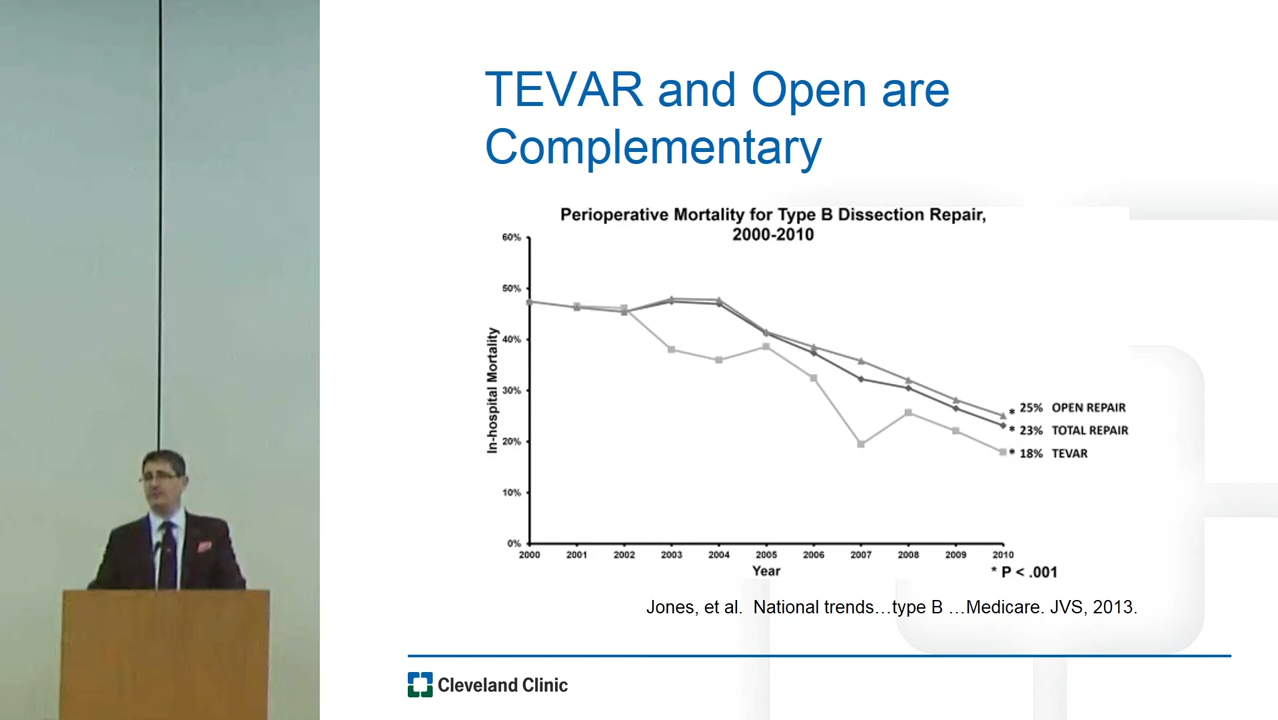 TEVAR and Open are
Complementary
Perioperative Mortality for Type B Dissection Repair,
2000-2010
60%
50%
40%
30%
20%
10%
0%
In-hospital Mortality
2000 2001 2002 2003 2004 2005 2006 2007 2008 2009 2010
Year
* 25% OPEN REPAIR
* 23% TOTAL REPAIR
* 18% TEVAR
* P < .001
Jones, et al. National trends…type B …Medicare. JVS, 2013.
Cleveland Clinic